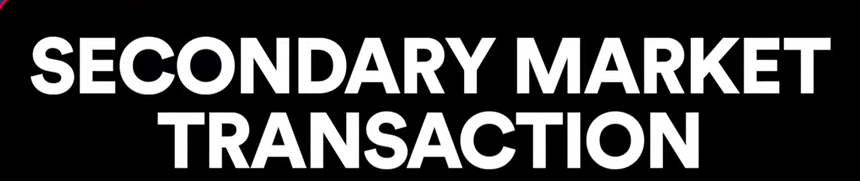 SECONDARY MARKET
TRANSACTION